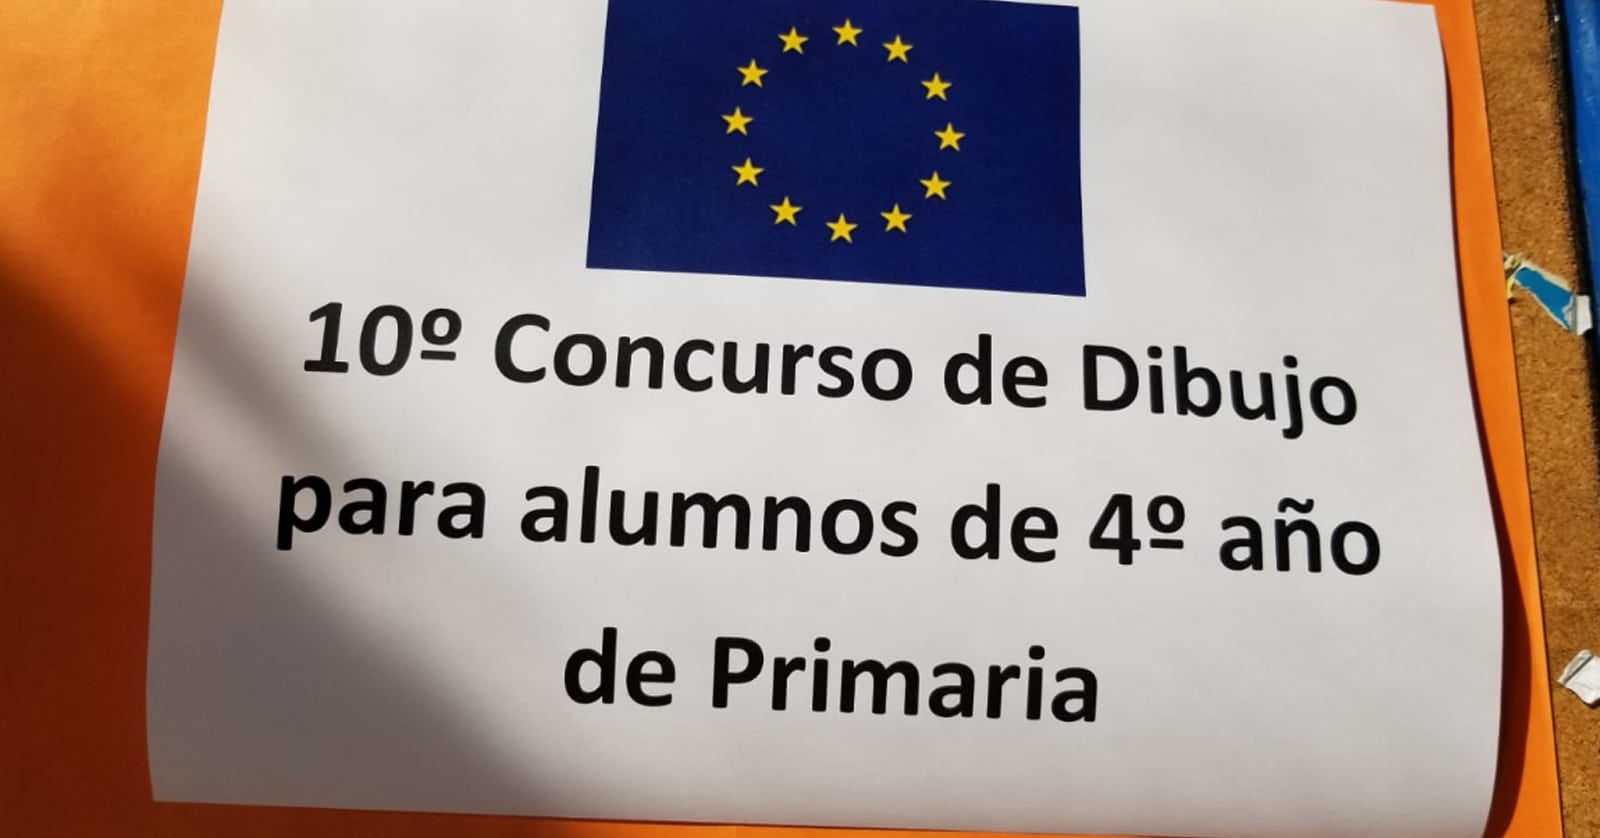 10º Concurso de Dibujo
para alumnos de 4º año
de Primaria